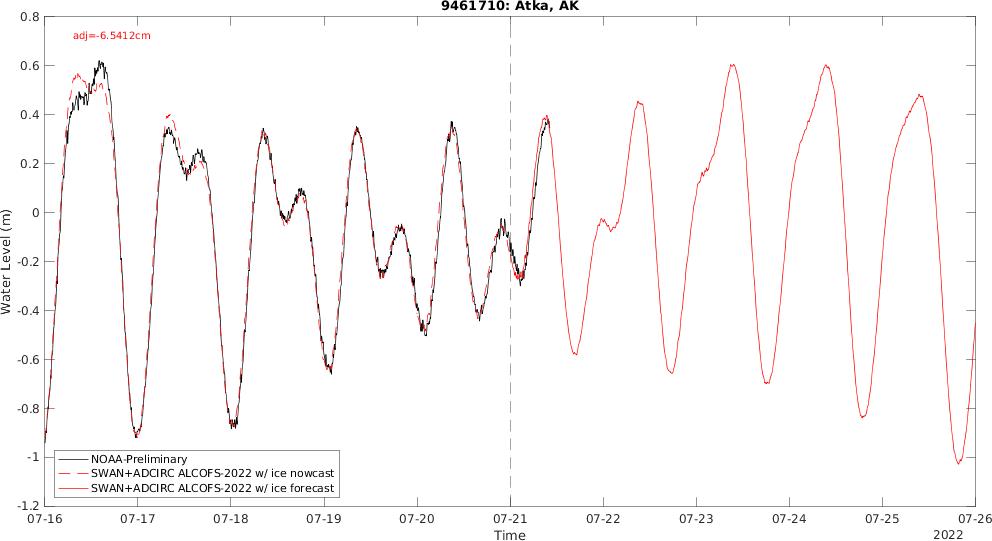 9461710: Atka, AK
adj=-6.5412cm
0.8
0.6
0.4
0.2
0
-0.2
-0.4
-0.6
-0.8
-1
-1.2
Water Level (m)
NOAA-Preliminary
SWAN+ADCIRC ALCOFS-2022 w/ ice nowcast
SWAN+ADCIRC ALCOFS-2022 w/ ice forecast
07-16 07-17 07-18 07-19 07-20 07-21 07-22 07-23 07-24 07-25 07-26
Time
2022